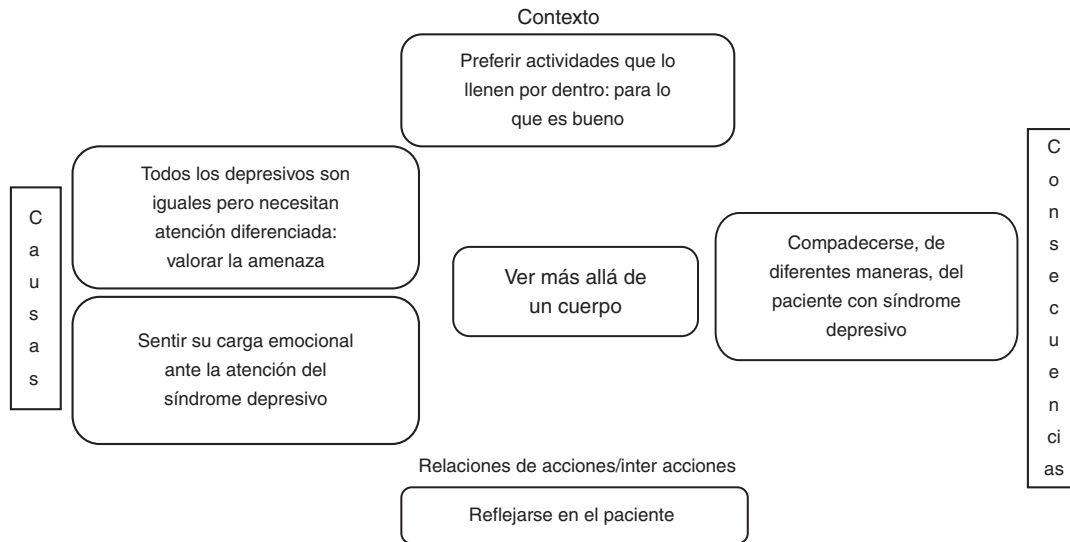 Contexto
Preferir actividades que lo
llenen por dentro: para lo
que es bueno
C
a
u
s
a
s
Todos los depresivos son
iguales pero necesitan
atención diferenciada:
valorar la amenaza
Sentir su carga emocional
ante la atención del
síndrome depresivo
Ver más allá de
un cuerpo
Compadecerse, de
diferentes maneras, del
paciente con síndrome
depresivo
C
o
n
s
e
c
u
e
n
ci
as
Relaciones de acciones/inter acciones
Reflejarse en el paciente